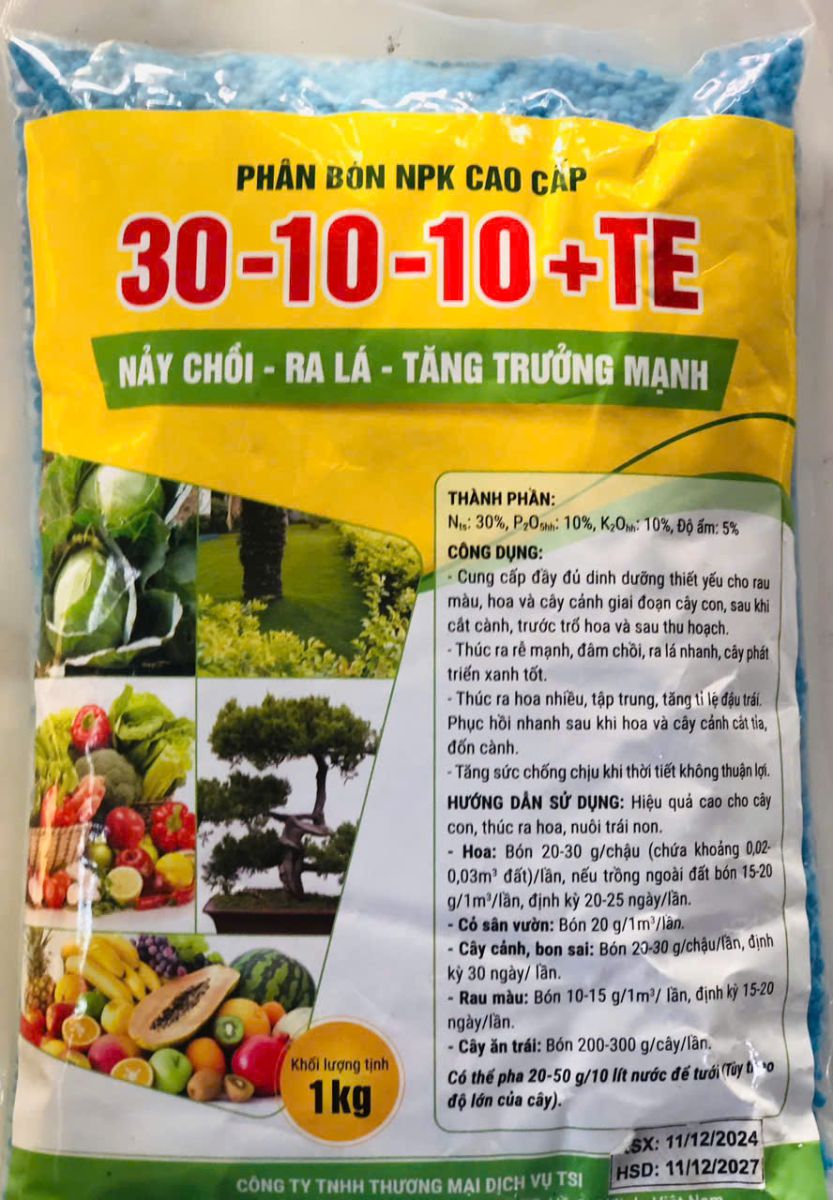 PHÂN BÓN NPK CAO CẤP
30-10-10+TE
NẢY CHỒI - RA LÁ - TĂNG TRƯỞNG MẠNH
THÀNH PHẦN:
Nts: 30%, P₂O₅hh: 10%, K₂Ohh: 10%, Độ ẩm: 5%
CÔNG DỤNG:
- Cung cấp đầy đủ dinh dưỡng thiết yếu cho rau
màu, hoa và cây cảnh giai đoạn cây con, sau khi
cắt cành, trước trổ hoa và sau thu hoạch.
- Thúc ra rễ mạnh, đâm chồi, ra lá nhanh, cây phát
triển xanh tốt.
- Thúc ra hoa nhiều, tập trung, tăng tỉ lệ đậu trái.
Phục hồi nhanh sau khi hoa và cây cảnh cắt tỉa,
đốn cành.
- Tăng sức chống chịu khi thời tiết không thuận lợi.
HƯỚNG DẪN SỬ DỤNG: Hiệu quả cao cho cây
con, thúc ra hoa, nuôi trái non.
- Hoa: Bón 20-30 g/chậu (chứa khoảng 0,02-
0,03m³ đất)/lần, nếu trồng ngoài đất bón 15-20
g/1m³/lần, định kỳ 20-25 ngày/lần.
- Cỏ sân vườn: Bón 20 g/1m³/lần.
- Cây cảnh, bon sai: Bón 20-30 g/chậu/lần, định
kỳ 30 ngày/ lần.
- Rau màu: Bón 10-15 g/1m³/ lần, định kỳ 15-20
ngày/lần.
- Cây ăn trái: Bón 200-300 g/cây/lần.
Có thể pha 20-50 g/10 lít nước để tưới (Tùy
độ lớn của cây).
Khối lượng tịnh
1 kg
SX: 11/12/2024
HSD: 11/12/2027
CÔNG TY TNHH THƯƠNG MẠI DỊCH VỤ TSI